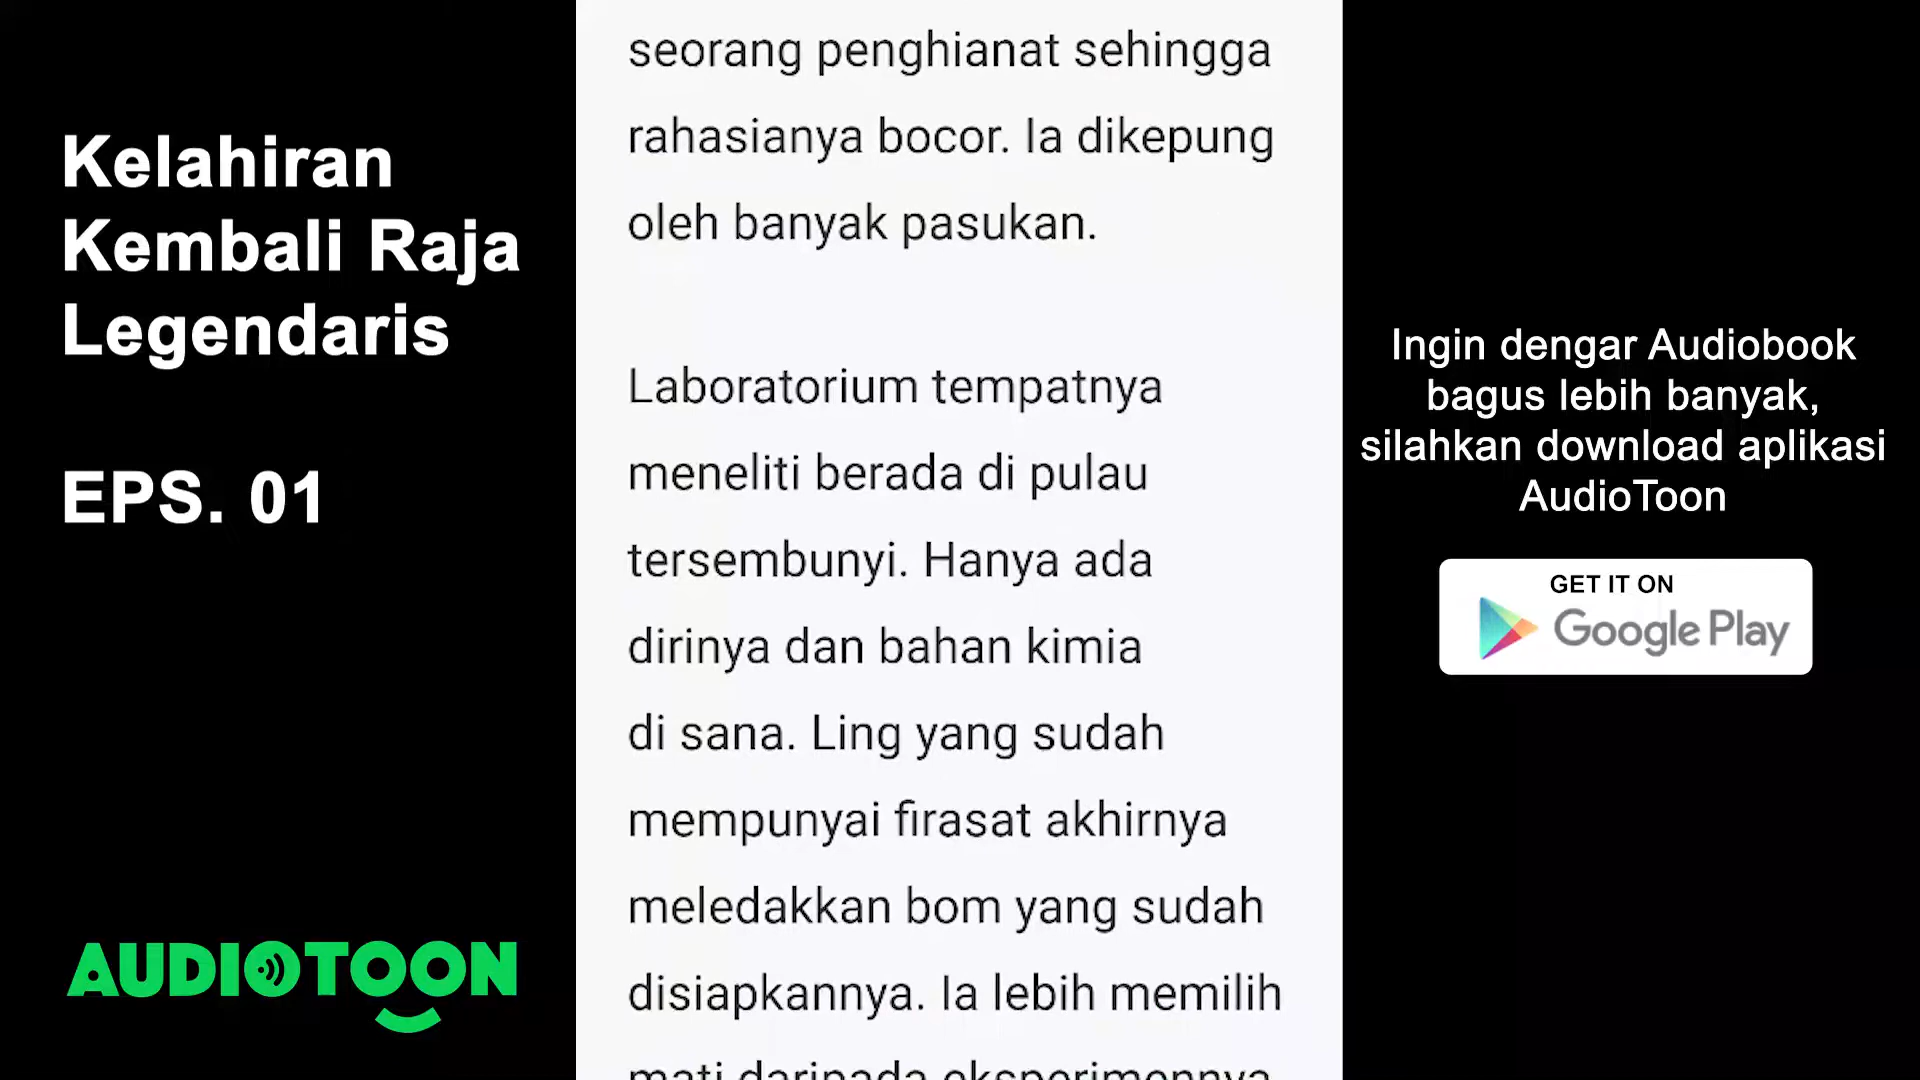 Kelahiran
Kembali Raja
Legendaris
EPS. 01
AUDIOTOON
seorang penghianat sehingga
rahasianya bocor. Ia dikepung
oleh banyak pasukan.
Laboratorium tempatnya
meneliti berada di pulau
tersembunyi. Hanya ada
dirinya dan bahan kimia
di sana. Ling yang sudah
mempunyai firasat akhirnya
meledakkan bom yang sudah
disiapkannya. Ia lebih memilih
mati daripada eksperimennya
Ingin dengar Audiobook
bagus lebih banyak,
silahkan download aplikasi
AudioToon
GET IT ON
Google Play